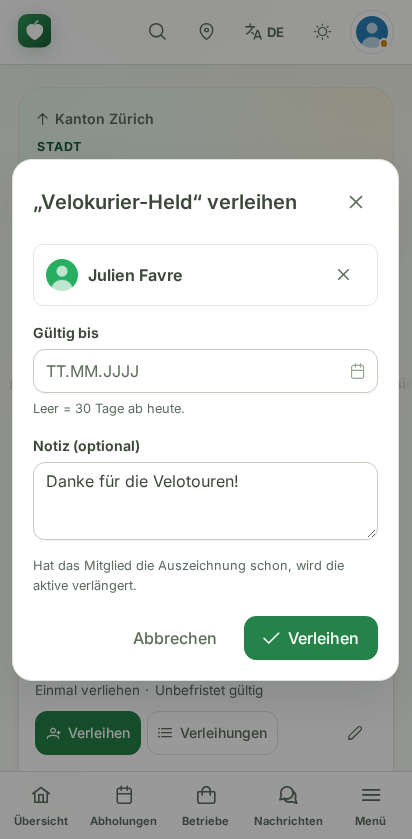 DE
Kanton Zürich
STADT
„Velokurier-Held“ verleihen
Julien Favre
Gültig bis
TT.MM.JJJJ
Leer = 30 Tage ab heute.
Notiz (optional)
Danke für die Velotouren!
Hat das Mitglied die Auszeichnung schon, wird die
aktive verlängert.
Abbrechen
Verleihen
Einmal verliehen · Unbefristet gültig
Verleihen
Verleihungen
Übersicht
Abholungen
Betriebe
Nachrichten
Menü